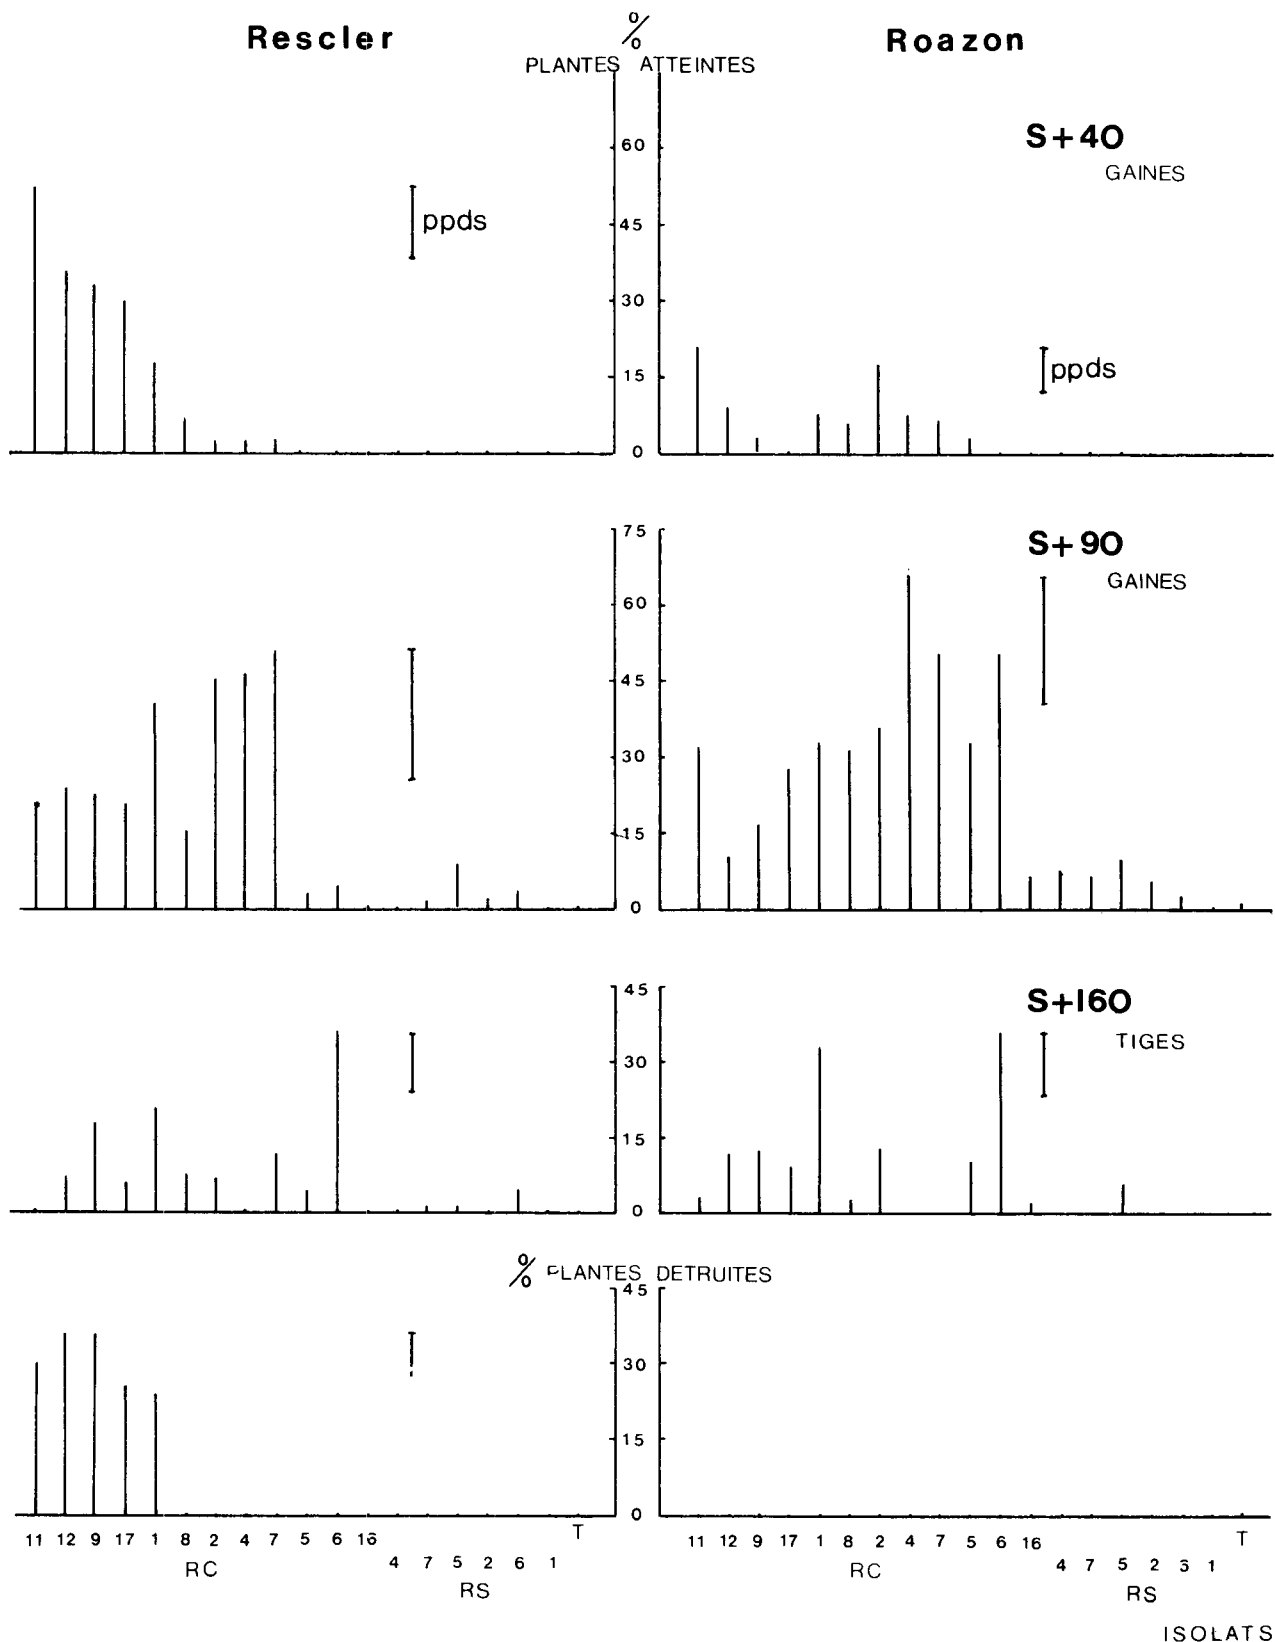 Rescler
%
Roazon
PLANTES ATTEINTES
S+40
GAINES
60
45
30
15
0
ppds
ppds
S+90
GAINES
75
60
45
30
15
0
S+160
TIGES
45
30
15
0
% PLANTES DETRUITES
45
30
15
0
11 12 9 17 1 8 2 4 7 5 6 16 T
4 7 5 2 6 1
RC
RS
11 12 9 17 1 8 2 4 7 5 6 16 T
4 7 5 2 3 1
RC
RS
ISOLATS